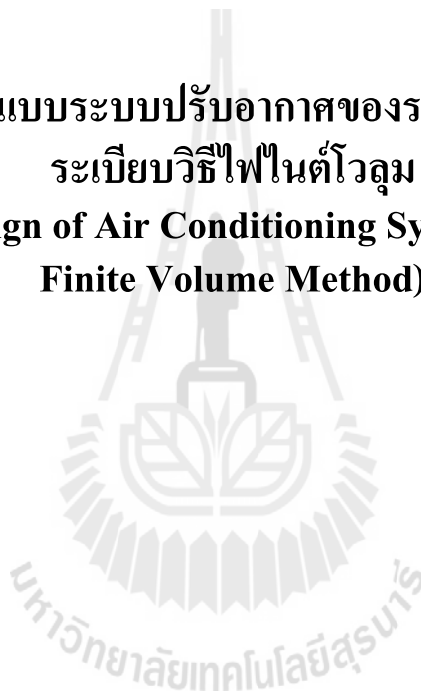 นแบบระบบปรับอากาศของร
ระเบียบวิธีไฟไนต์โวลุม
ign of Air Conditioning Sy
Finite Volume Method)
มหาวิทยาลัยเทคโนโลยีสุรนารี